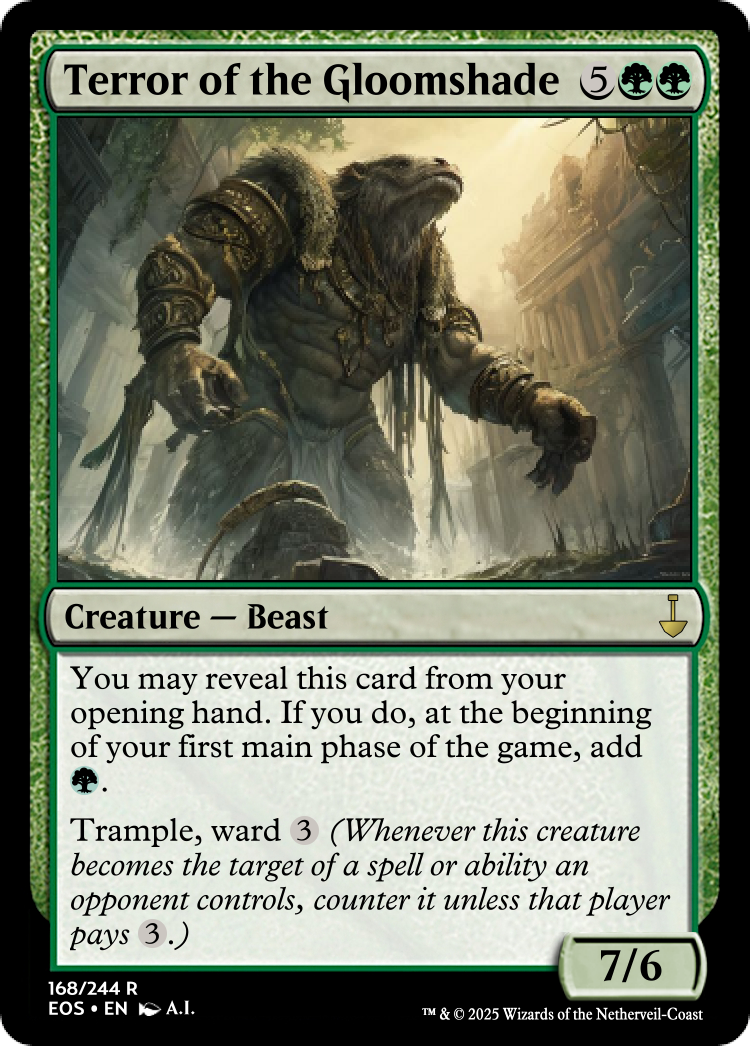 Terror of the Gloomshade 5
Creature — Beast
You may reveal this card from your
opening hand. If you do, at the beginning
of your first main phase of the game, add
.
Trample, ward 3 (Whenever this creature
becomes the target of a spell or ability an
opponent controls, counter it unless that player
pays 3.)
7/6
168/244 R
EOS • EN A.I.
™ & © 2025 Wizards of the Netherveil-Coast